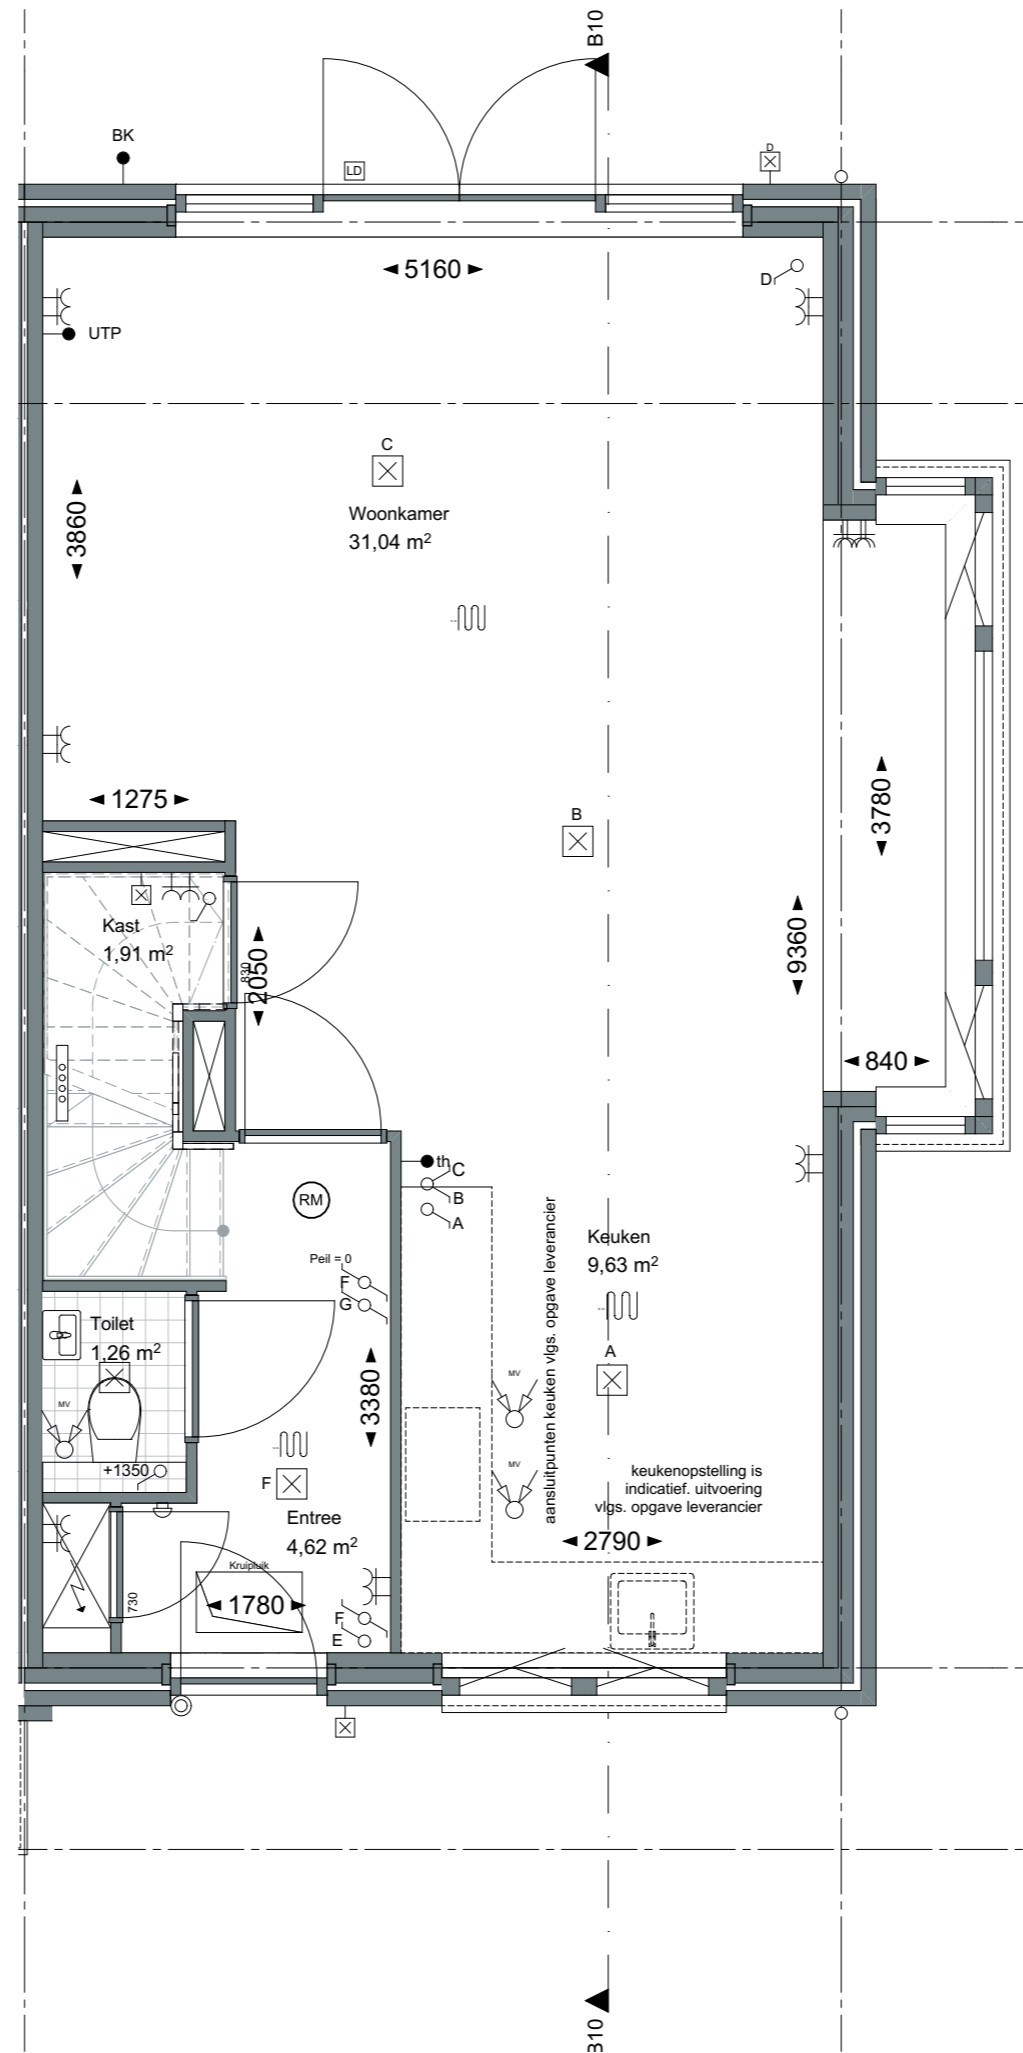 B10
BK
LD
D
5160
D
UTP
C
Woonkamer
31,04 m²
3860
1275
B
3780
Kast
1,91 m²
830
2050
9360
840
th
C
B
A
RM
Peil = 0
F
G
Keuken
9,63 m²
aansluitpunten keuken vlgs. opgave leverancier
Toilet
1,26 m²
A
MV
3380
MV
MV
+1350
keukenopstelling is
indicatief. uitvoering
vlgs. opgave leverancier
F
Entree
4,62 m²
2790
Kruipluik
730
1780
F
E
B10